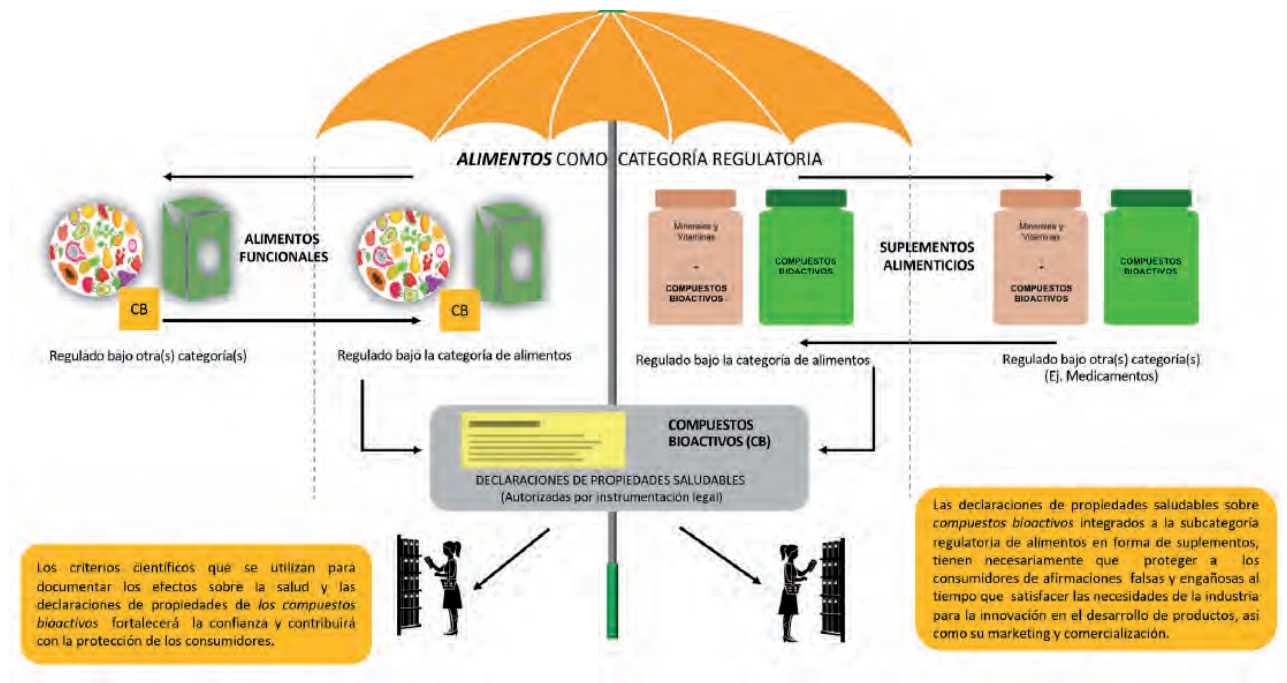 ALIMENTOS COMO CATEGORÍA REGULATORIA
ALIMENTOS
FUNCIONALES
CB
CB
Regulado bajo otra(s) categoría(s)
Regulado bajo la categoría de alimentos
Minerales y
Vitaminas
+
COMPUESTOS
BIOACTIVOS
COMPUESTOS
BIOACTIVOS
SUPLEMENTOS
ALIMENTICIOS
Minerales y
Vitaminas
+
COMPUESTOS
BIOACTIVOS
COMPUESTOS
BIOACTIVOS
Regulado bajo la categoría de alimentos
Regulado bajo otra(s) categoría(s)
(Ej. Medicamentos)
COMPUESTOS
BIOACTIVOS (CB)
DECLARACIONES DE PROPIEDADES SALUDABLES
(Autorizadas por instrumentación legal)
Los criterios científicos que se utilizan para
documentar los efectos sobre la salud y las
declaraciones de propiedades de los compuestos
bioactivos fortalecerá la confianza y contribuirá
con la protección de los consumidores.
Las declaraciones de propiedades saludables sobre
compuestos bioactivos integrados a la subcategoría
regulatoria de alimentos en forma de suplementos,
tienen necesariamente que proteger a los
consumidores de afirmaciones falsas y engañosas al
tiempo que satisfacer las necesidades de la industria
para la innovación en el desarrollo de productos, así
como su marketing y comercialización.